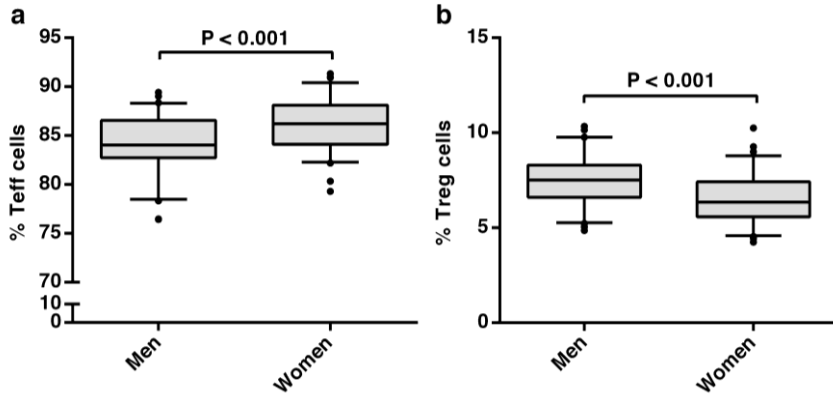 a
P < 0.001
% Teff cells
95
90
85
80
75
70
10
0
Men
Women
b
P < 0.001
% Treg cells
15
10
5
0
Men
Women